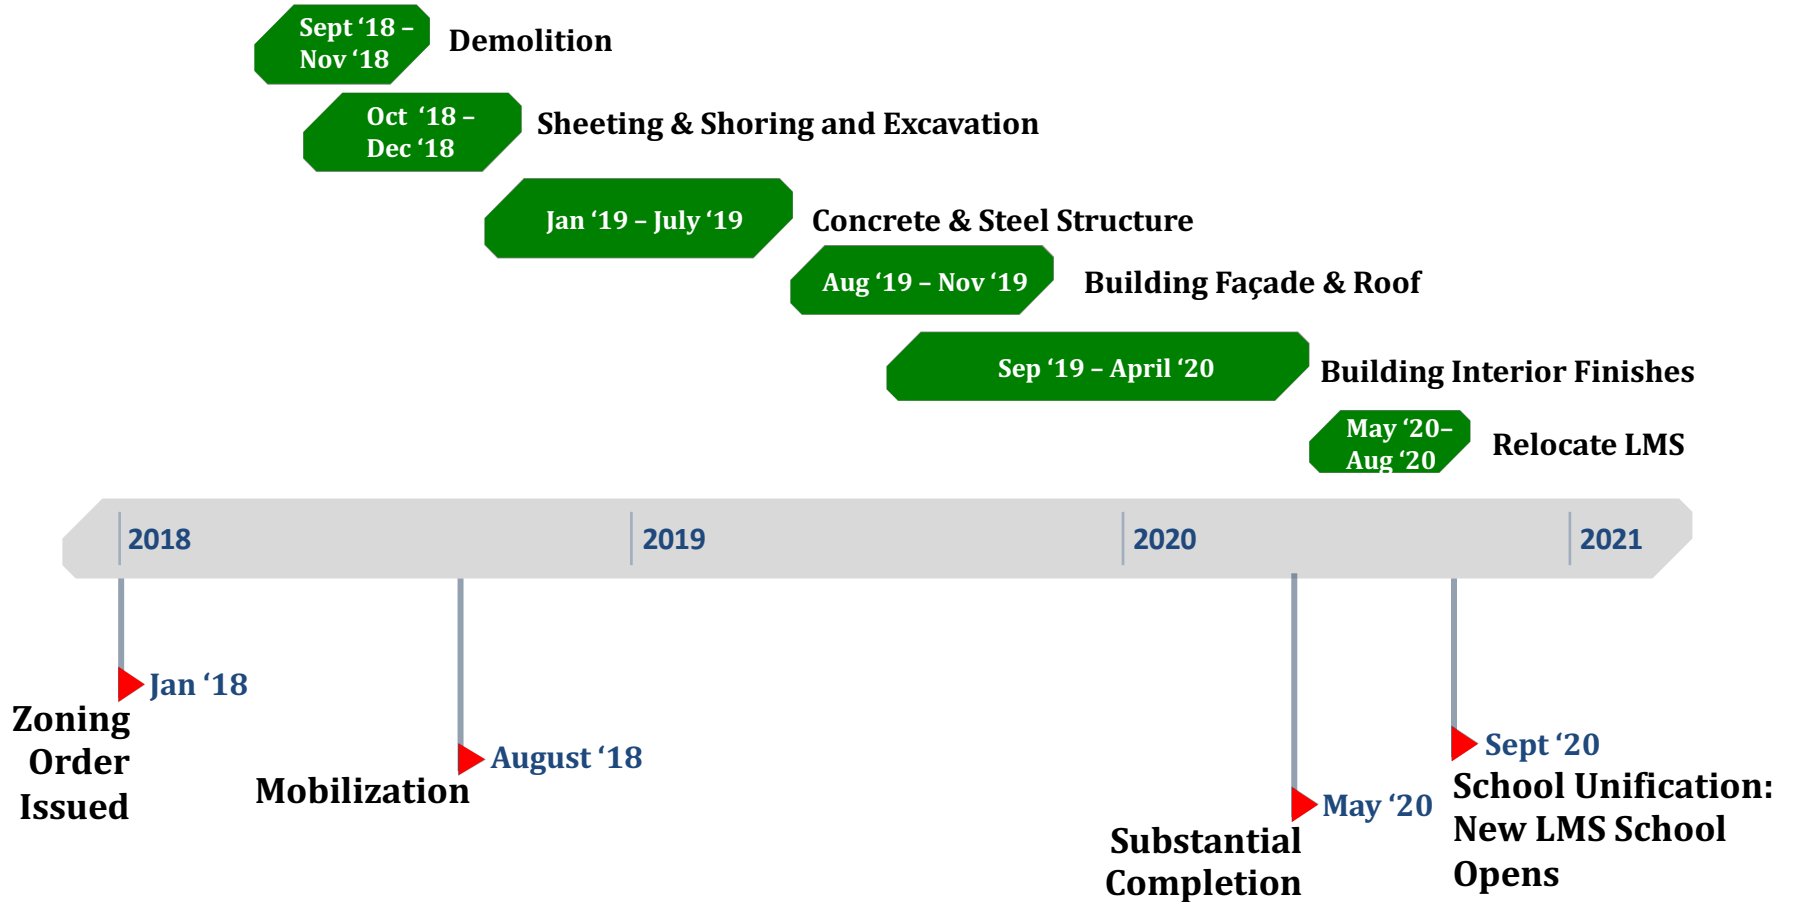 Sept ‘18 –
Nov ‘18
Demolition
Oct  ‘18 –
Dec ‘18
Sheeting & Shoring and Excavation
Jan ‘19 – July ‘19
Concrete & Steel Structure
Aug ‘19 – Nov ‘19
Building Façade & Roof
Sep ‘19 – April ‘20
Building Interior Finishes
May ‘20–
Aug ‘20
Relocate LMS
2018
2019
2020
2021
Jan ‘18
Zoning
Order
Issued
August ‘18
Mobilization
May ‘20
Substantial
Completion
Sept ‘20
School Unification:
New LMS School
Opens